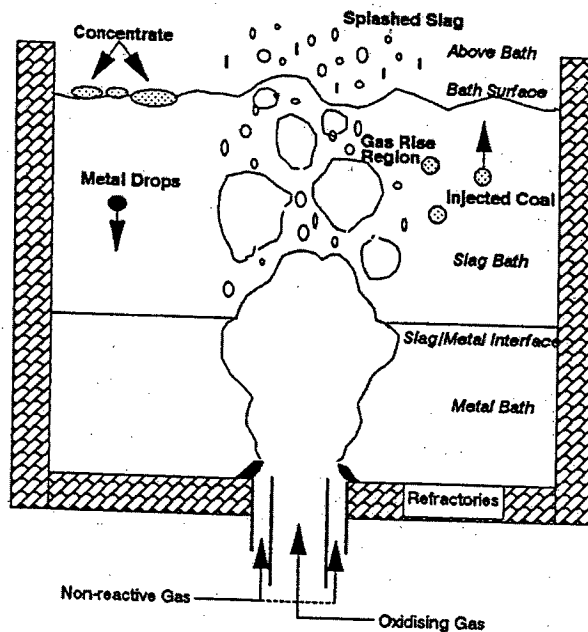 Splashed Slag
Concentrate
Above Bath
Bath Surface
Gas Rise
Region
Metal Drops
Injected Coal
Slag Bath
Slag/Metal Interface
Metal Bath
Refractories
Non-reactive Gas
Oxidising Gas